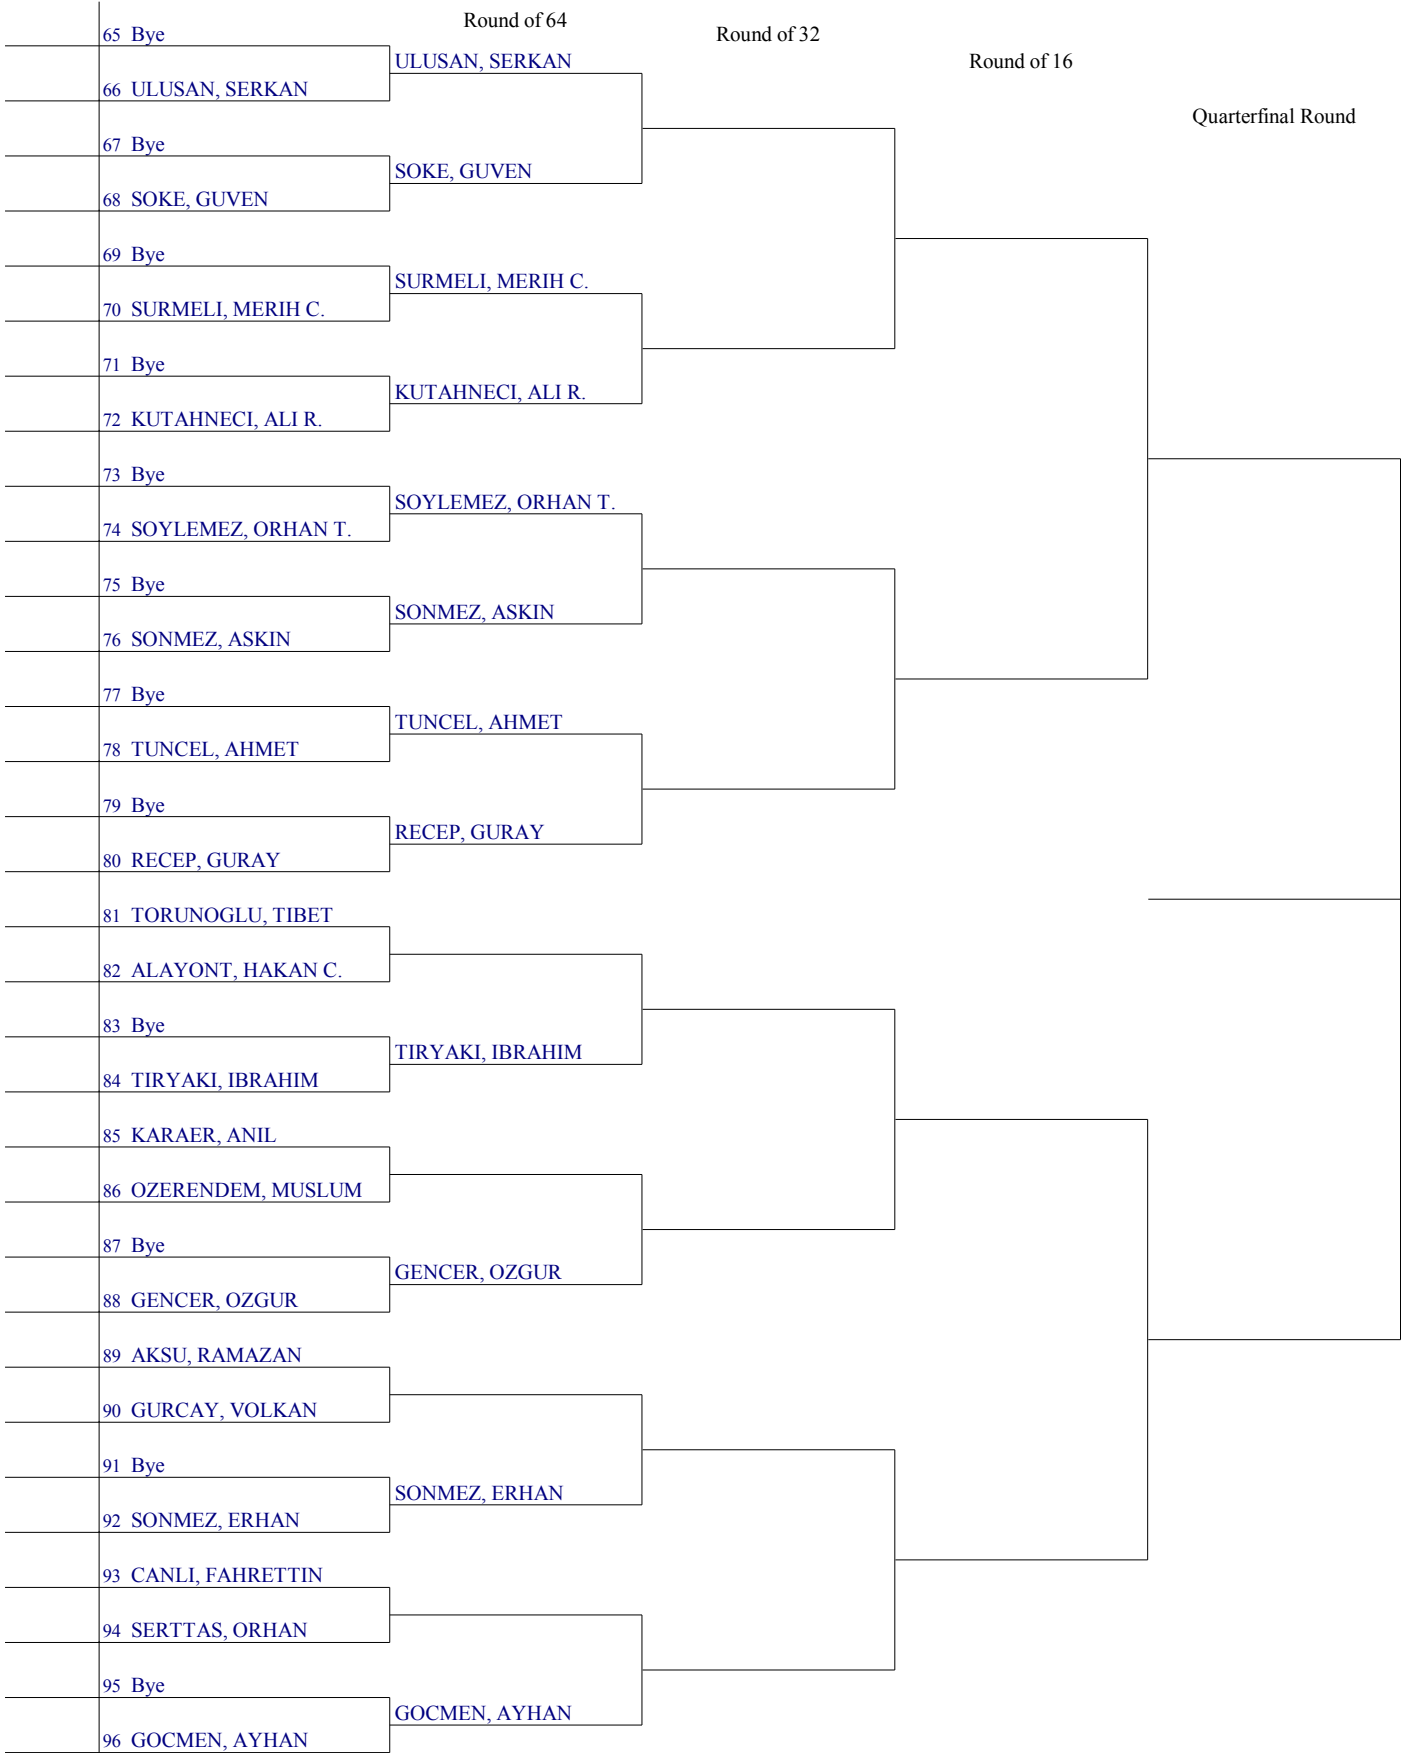 Round of 64
Round of 32
Round of 16
Quarterfinal Round
65 Bye
ULUSAN, SERKAN
66 ULUSAN, SERKAN
67 Bye
SOKE, GUVEN
68 SOKE, GUVEN
69 Bye
SURMELI, MERIH C.
70 SURMELI, MERIH C.
71 Bye
KUTAHNECI, ALI R.
72 KUTAHNECI, ALI R.
73 Bye
SOYLEMEZ, ORHAN T.
74 SOYLEMEZ, ORHAN T.
75 Bye
SONMEZ, ASKIN
76 SONMEZ, ASKIN
77 Bye
TUNCEL, AHMET
78 TUNCEL, AHMET
79 Bye
RECEP, GURAY
80 RECEP, GURAY
81 TORUNOGLU, TIBET
82 ALAYONT, HAKAN C.
83 Bye
TIRYAKI, IBRAHIM
84 TIRYAKI, IBRAHIM
85 KARAER, ANIL
86 OZERENDEM, MUSLUM
87 Bye
GENCER, OZGUR
88 GENCER, OZGUR
89 AKSU, RAMAZAN
90 GURCAY, VOLKAN
91 Bye
SONMEZ, ERHAN
92 SONMEZ, ERHAN
93 CANLI, FAHRETTIN
94 SERTTAS, ORHAN
95 Bye
GOCMEN, AYHAN
96 GOCMEN, AYHAN